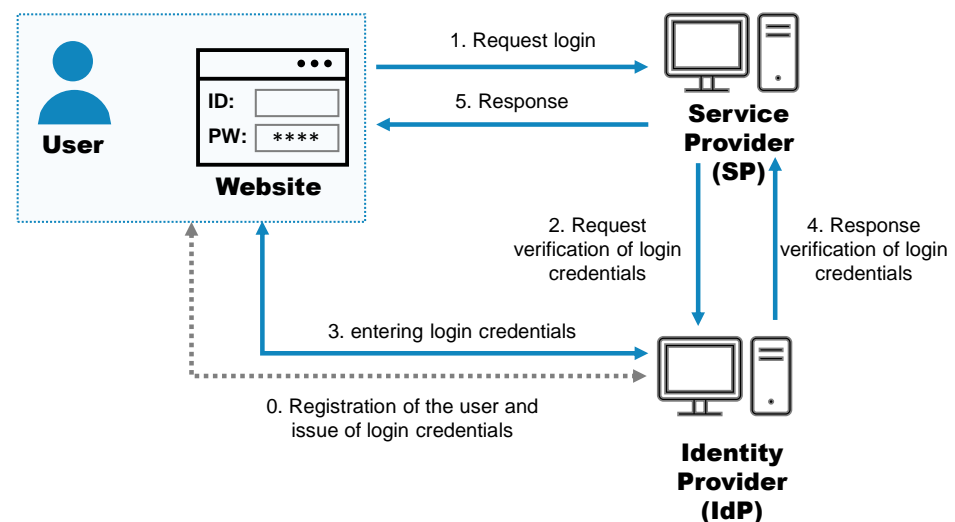 1. Request login
5. Response
ID:
PW:
****
User
Website
Service
Provider
(SP)
2. Request
verification of login
credentials
4. Response
verification of login
credentials
3. entering login credentials
0. Registration of the user and
issue of login credentials
Identity
Provider
(IdP)